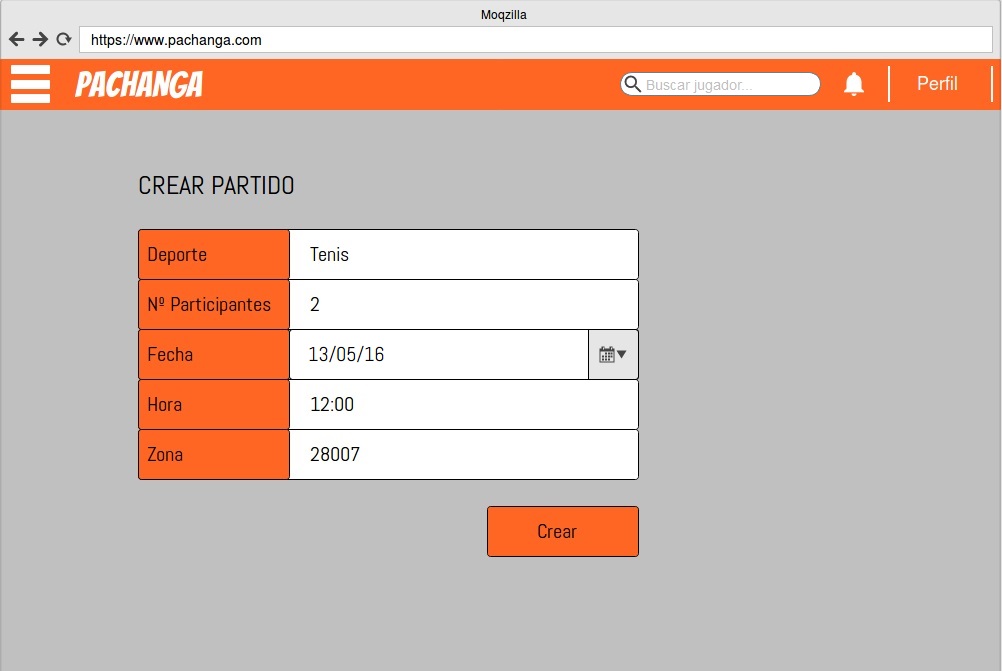 Moqzilla
https://www.pachanga.com
PACHANGA
Buscar jugador...
Perfil
CREAR PARTIDO
Deporte Tenis
Nº Participantes 2
Fecha 13/05/16
Hora 12:00
Zona 28007
Crear